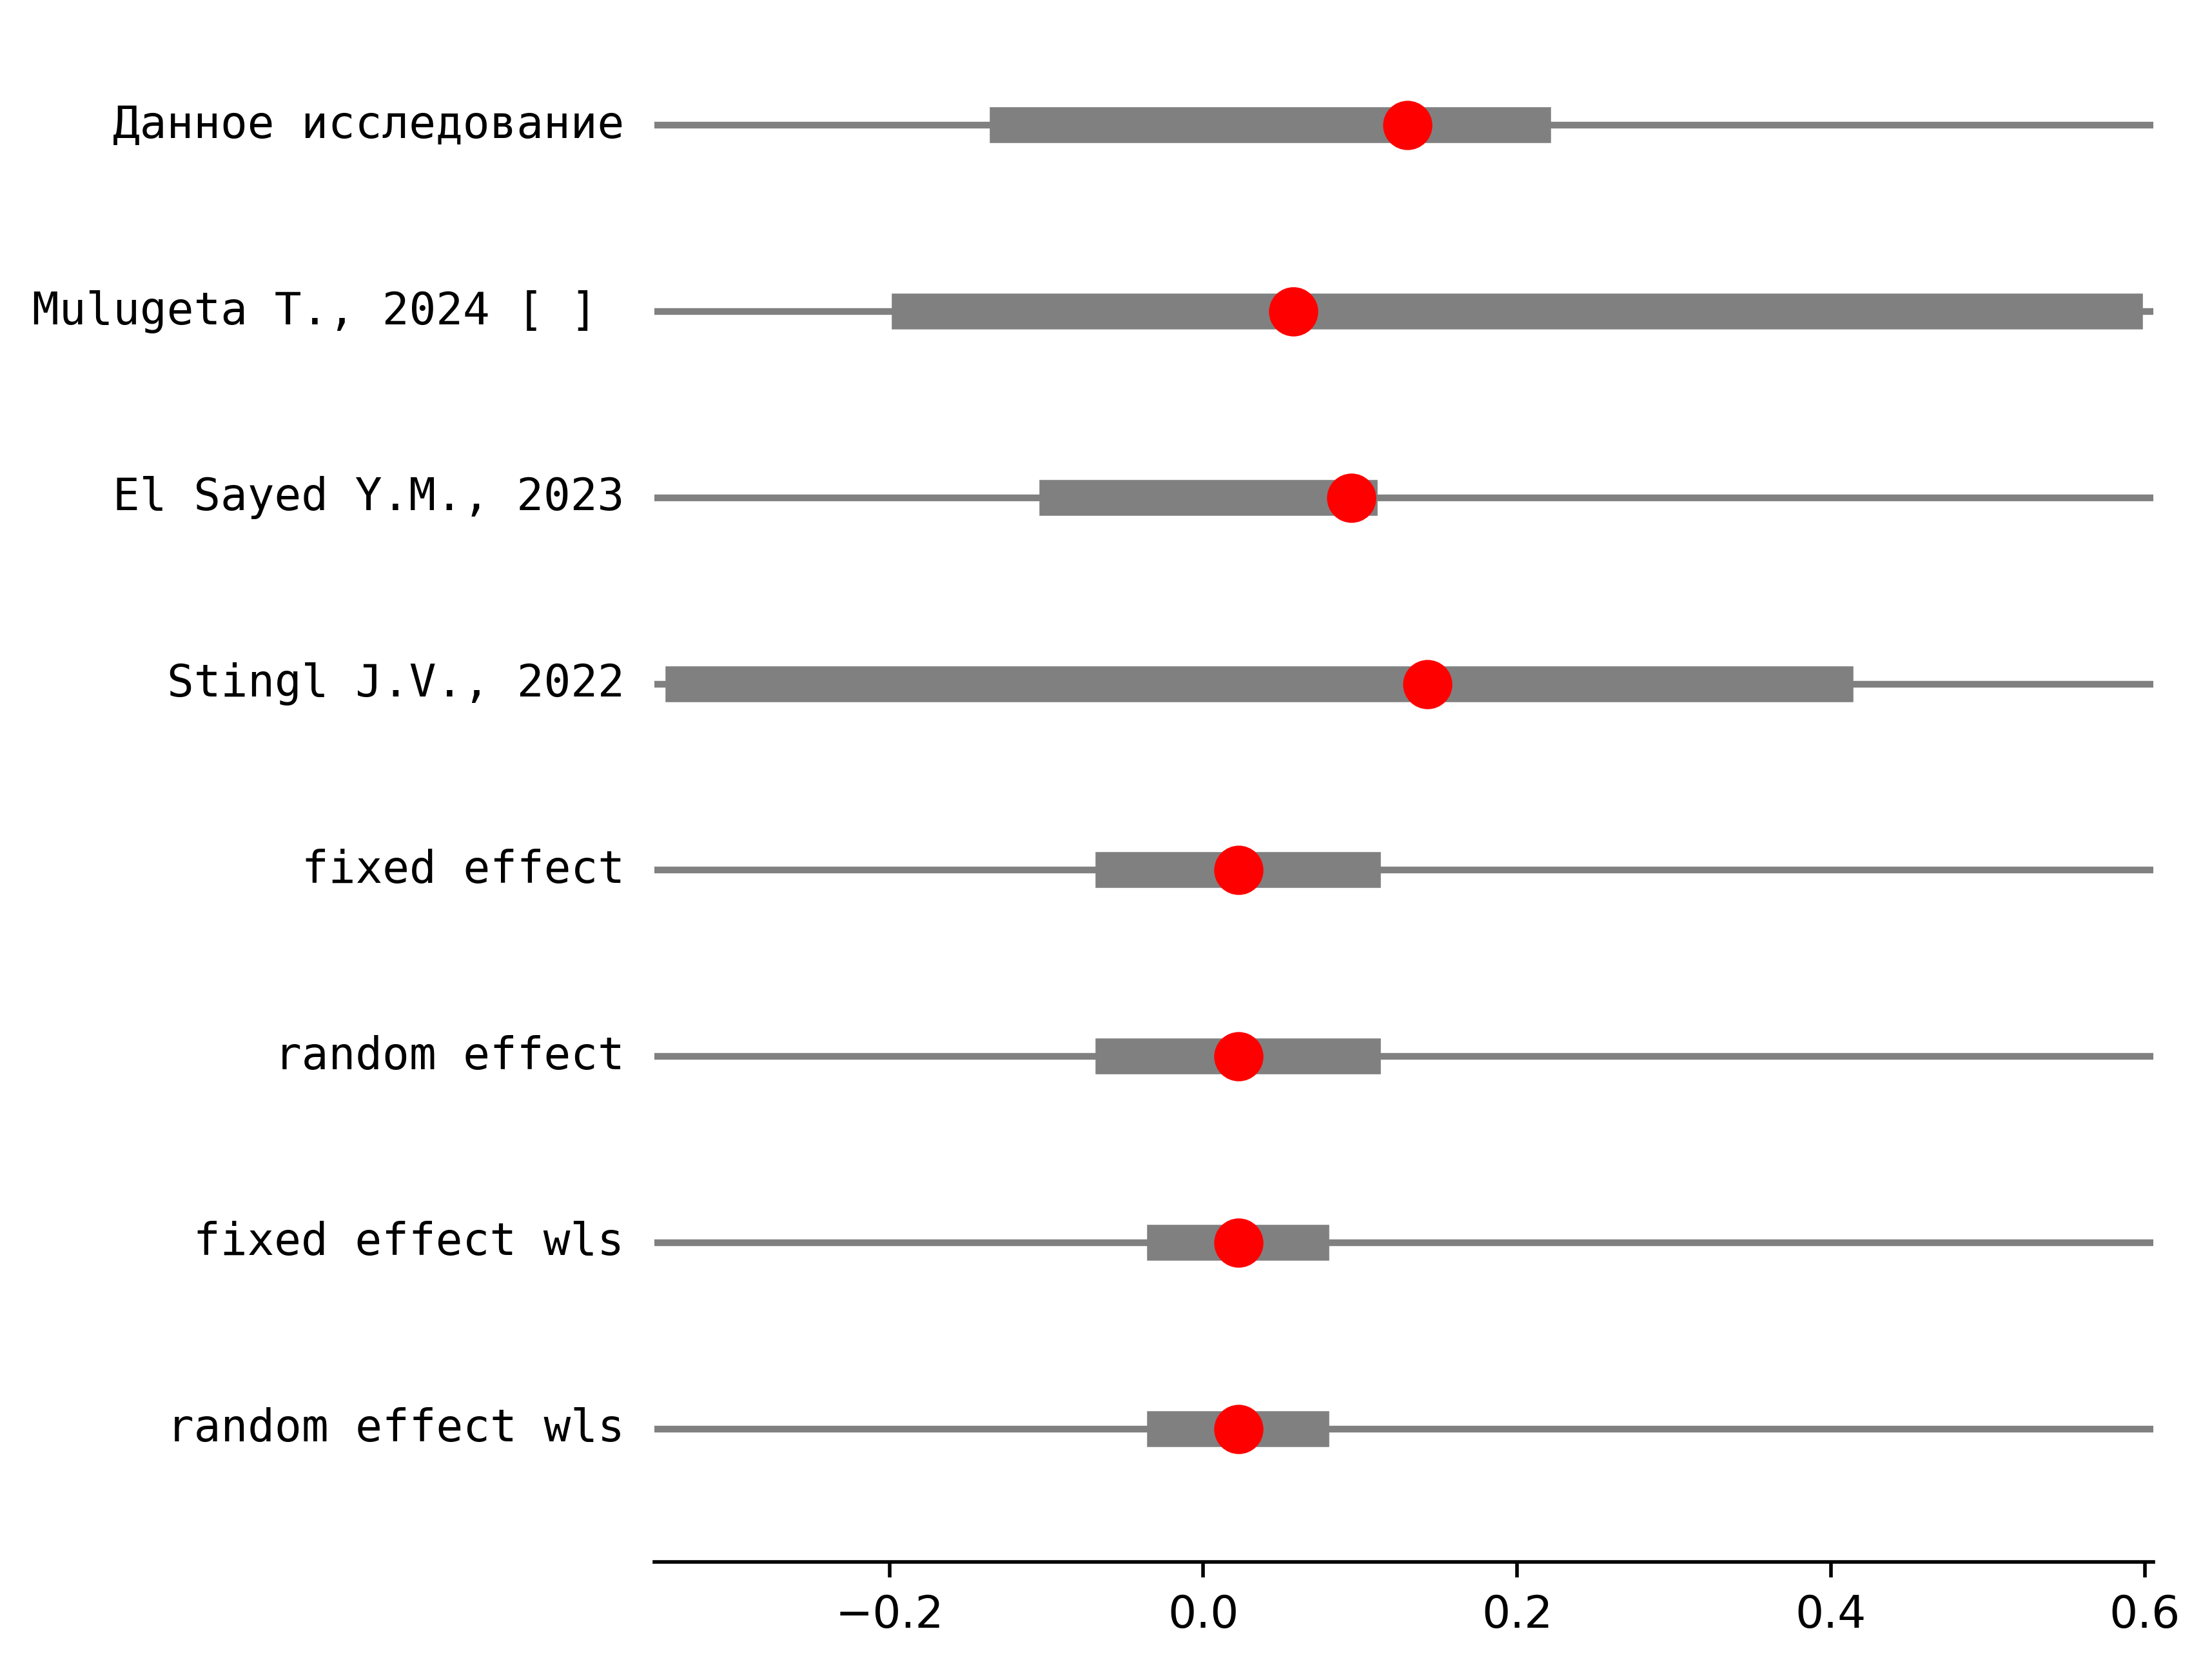 Данное исследование
Mulugeta T., 2024 [ ]
El Sayed Y.M., 2023
Stingl J.V., 2022
fixed effect
random effect
fixed effect wls
random effect wls
−0.2 0.0 0.2 0.4 0.6